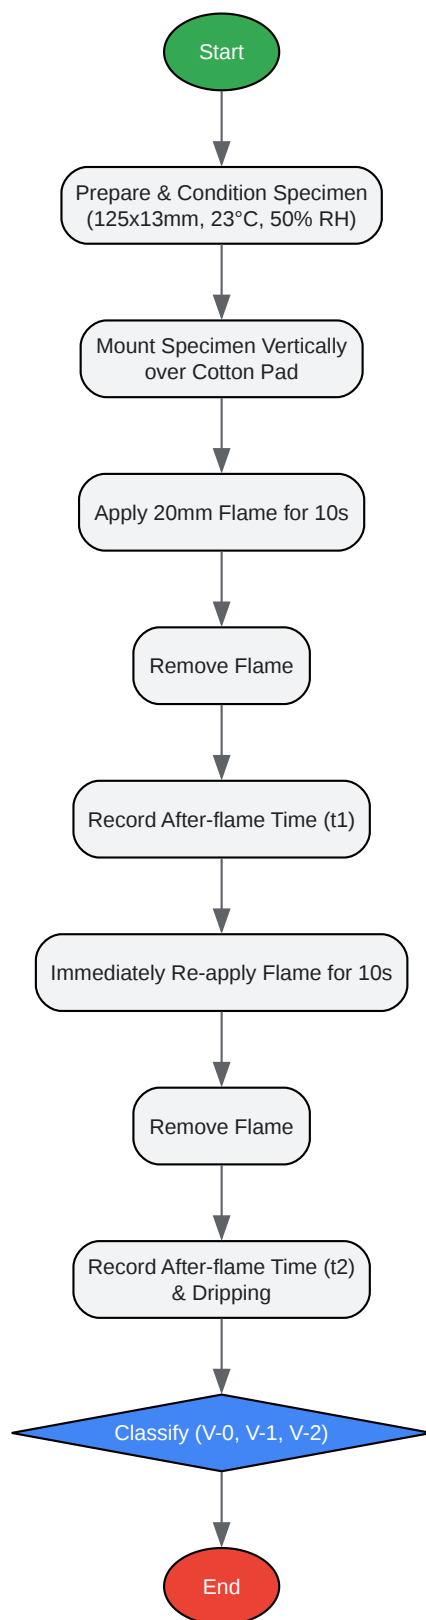 Start
Prepare & Condition Specimen
(125x13mm, 23°C, 50% RH)
Mount Specimen Vertically
over Cotton Pad
Apply 20mm Flame for 10s
Remove Flame
Record After-flame Time (t1)
Immediately Re-apply Flame for 10s
Remove Flame
Record After-flame Time (t2)
& Dripping
Classify (V-0, V-1, V-2)
End